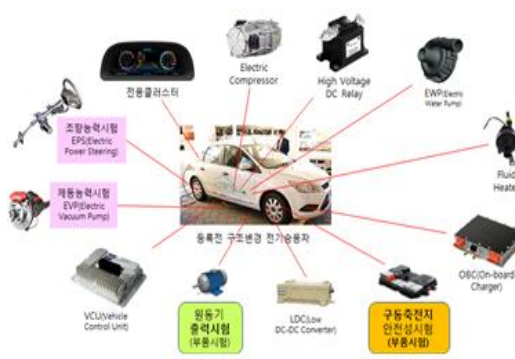 Electric
Compressor
High Voltage
DC Relay
EWP(Electric
Water Pump)
전용클러스터
조향능력시험
EPS(Electric
Power Steering)
Fluid
Heater
제동능력시험
EVP(Electric
Vacuum Pump)
등록전 구조변경 전기승용차
OBC(On-board
Charger)
VCU(Vehicle
Control Unit)
원동기
출력시험
(부품시험)
LDC(Low
DC-DC Converter)
구동축전지
안전성시험
(부품시험)